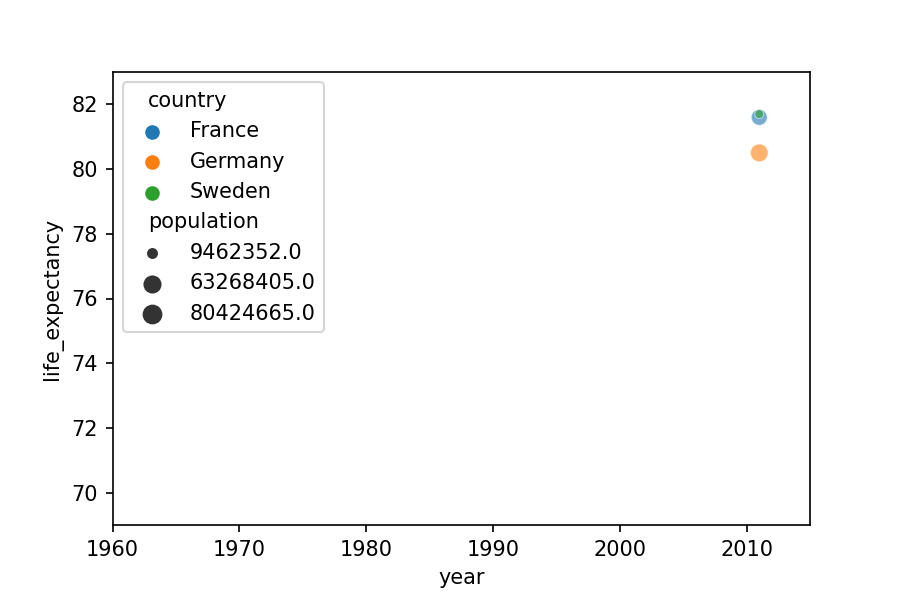 82
80
78
76
74
72
70
life_expectancy
country
France
Germany
Sweden
population
9462352.0
63268405.0
80424665.0
1960 1970 1980 1990 2000 2010
year